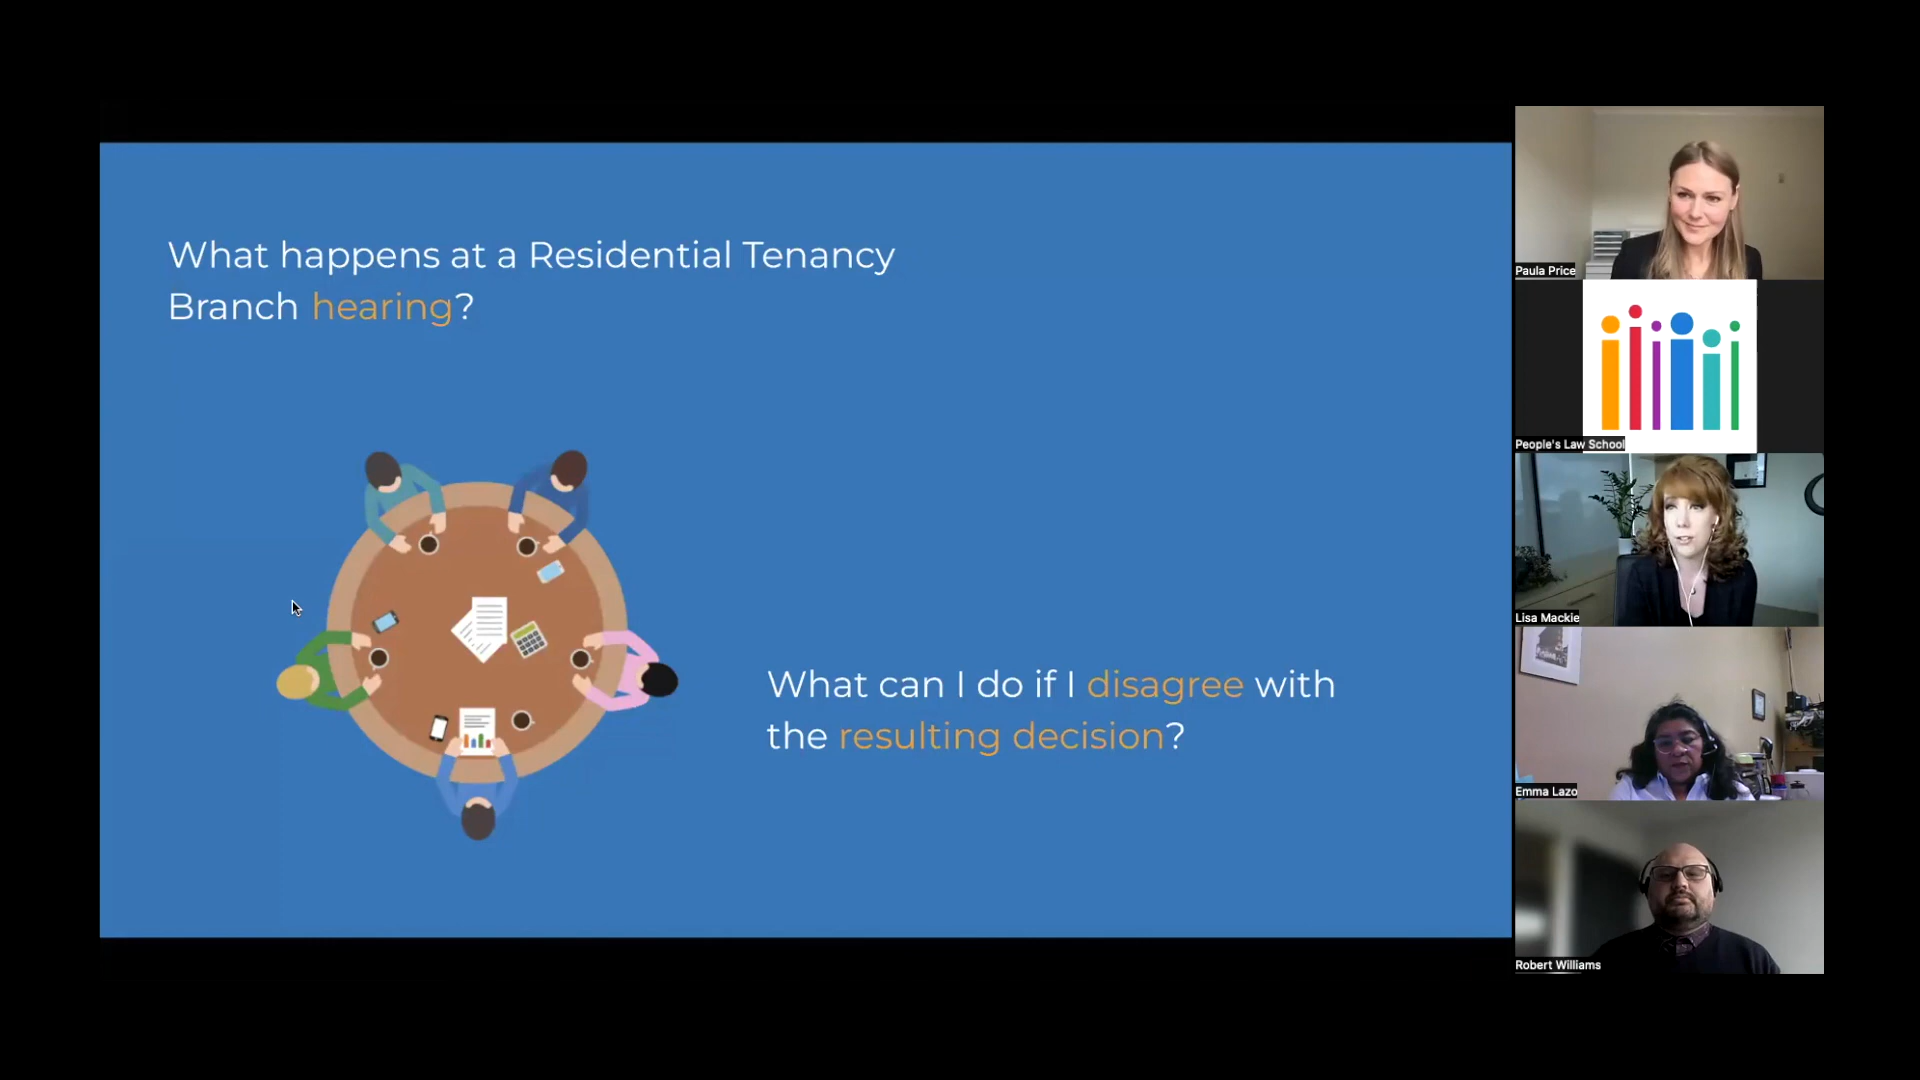 What happens at a Residential Tenancy
Branch hearing?
What can I do if I disagree with
the resulting decision?
Paula Price
People's Law School
Lisa Mackie
Emma Lazo
Robert Williams